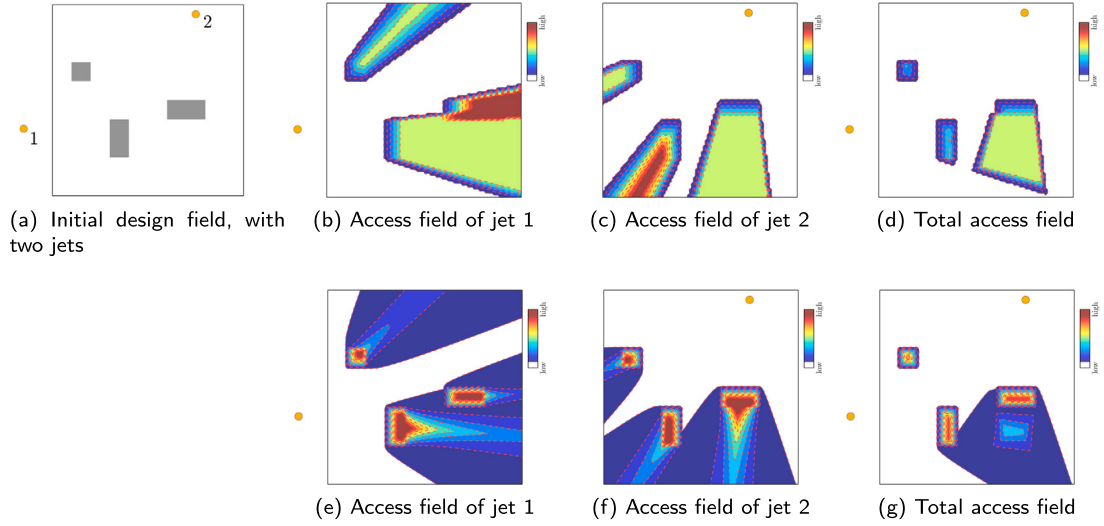 2
1
high
low
high
low
high
low
(a) Initial design field, with two jets
(b) Access field of jet 1
(c) Access field of jet 2
(d) Total access field
high
low
high
low
high
low
(e) Access field of jet 1
(f) Access field of jet 2
(g) Total access field